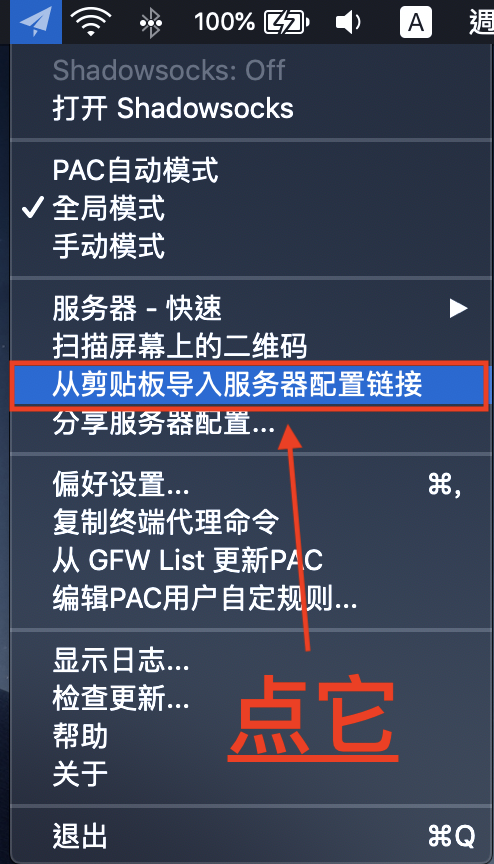 100% A 週
Shadowsocks: Off
打开 Shadowsocks
PAC自动模式
✓ 全局模式
手动模式
服务器 - 快速 ▶
扫描屏幕上的二维码
从剪贴板导入服务器配置链接
分享服务器配置...
偏好设置... ⌘,
复制终端代理命令
从 GFW List 更新PAC
编辑PAC用户自定规则...
显示日志...
检查更新...
点它
帮助
关于
退出 ⌘Q